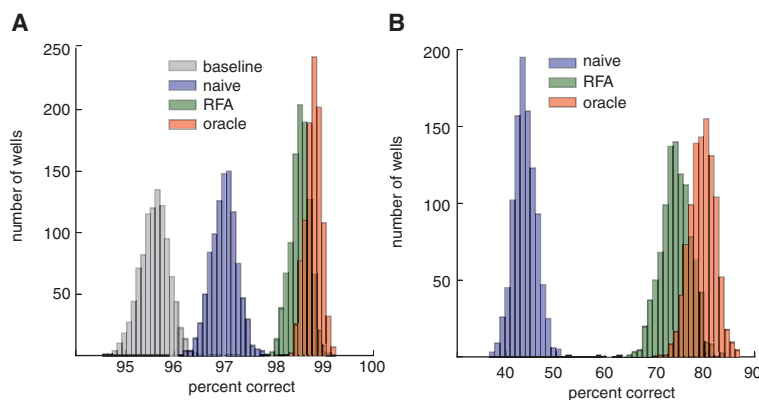 A
number of wells
250
200
150
100
50
baseline
naive
RFA
oracle
95 96 97 98 99 100
percent correct
B
number of wells
200
150
100
50
naive
RFA
oracle
40 50 60 70 80 90
percent correct